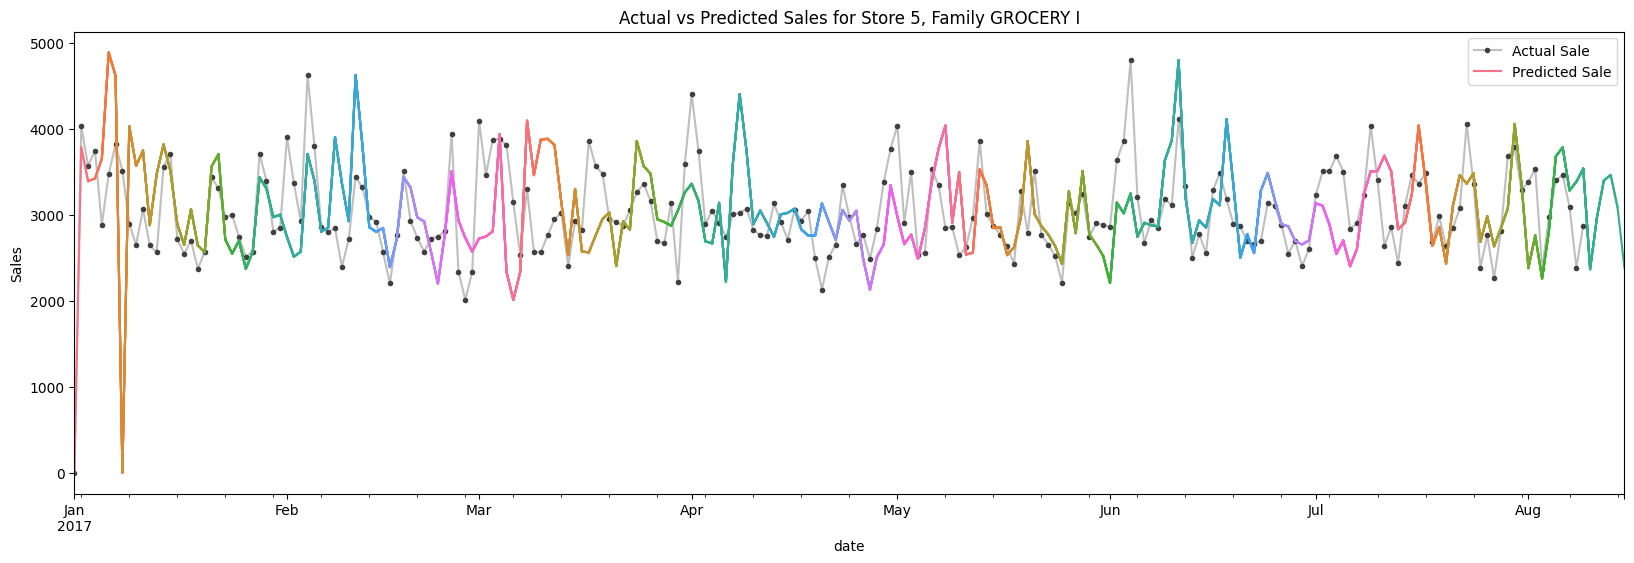 Actual vs Predicted Sales for Store 5, Family GROCERY I
Actual Sale
Predicted Sale
5000
4000
3000
2000
1000
0
Sales
Jan Feb Mar Apr May Jun Jul Aug
2017
date